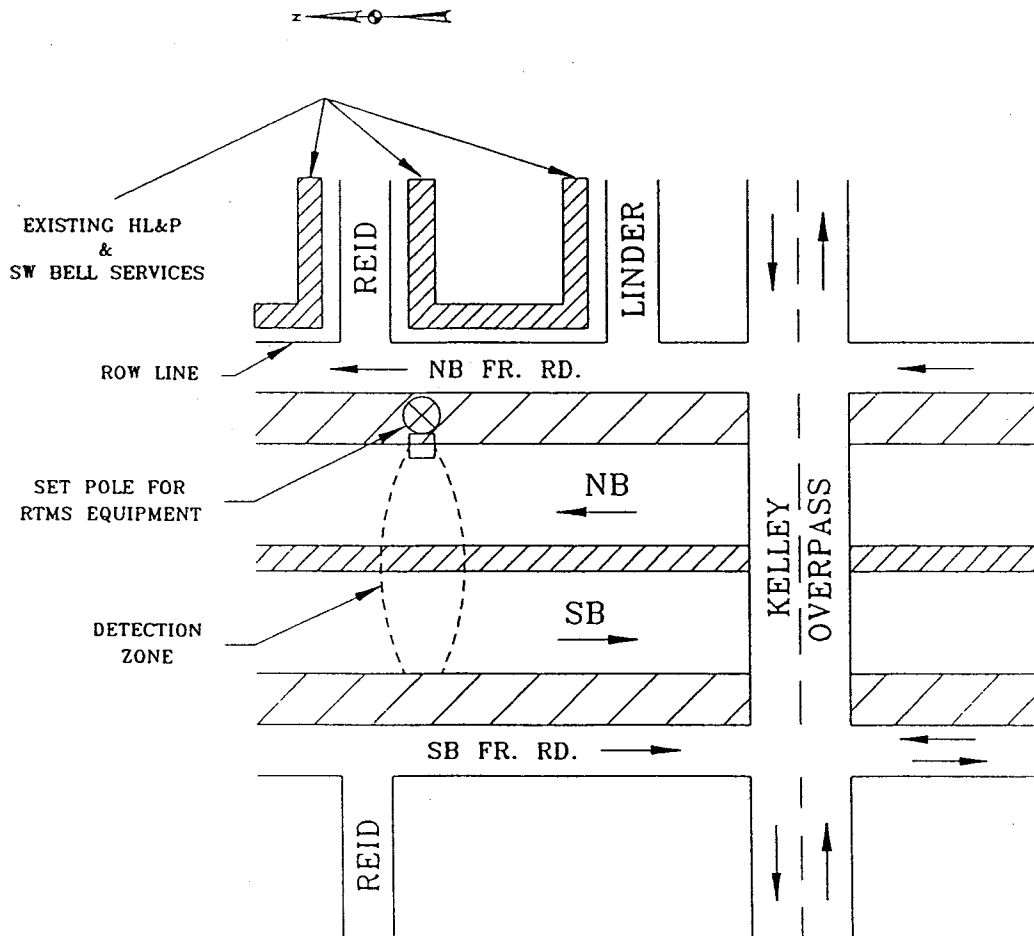 N
EXISTING HL&P
&
SW BELL SERVICES
REID
LINDER
ROW LINE
NB FR. RD.
SET POLE FOR
RTMS EQUIPMENT
NB
KELLEY
OVERPASS
DETECTION
ZONE
SB
SB FR. RD.
REID